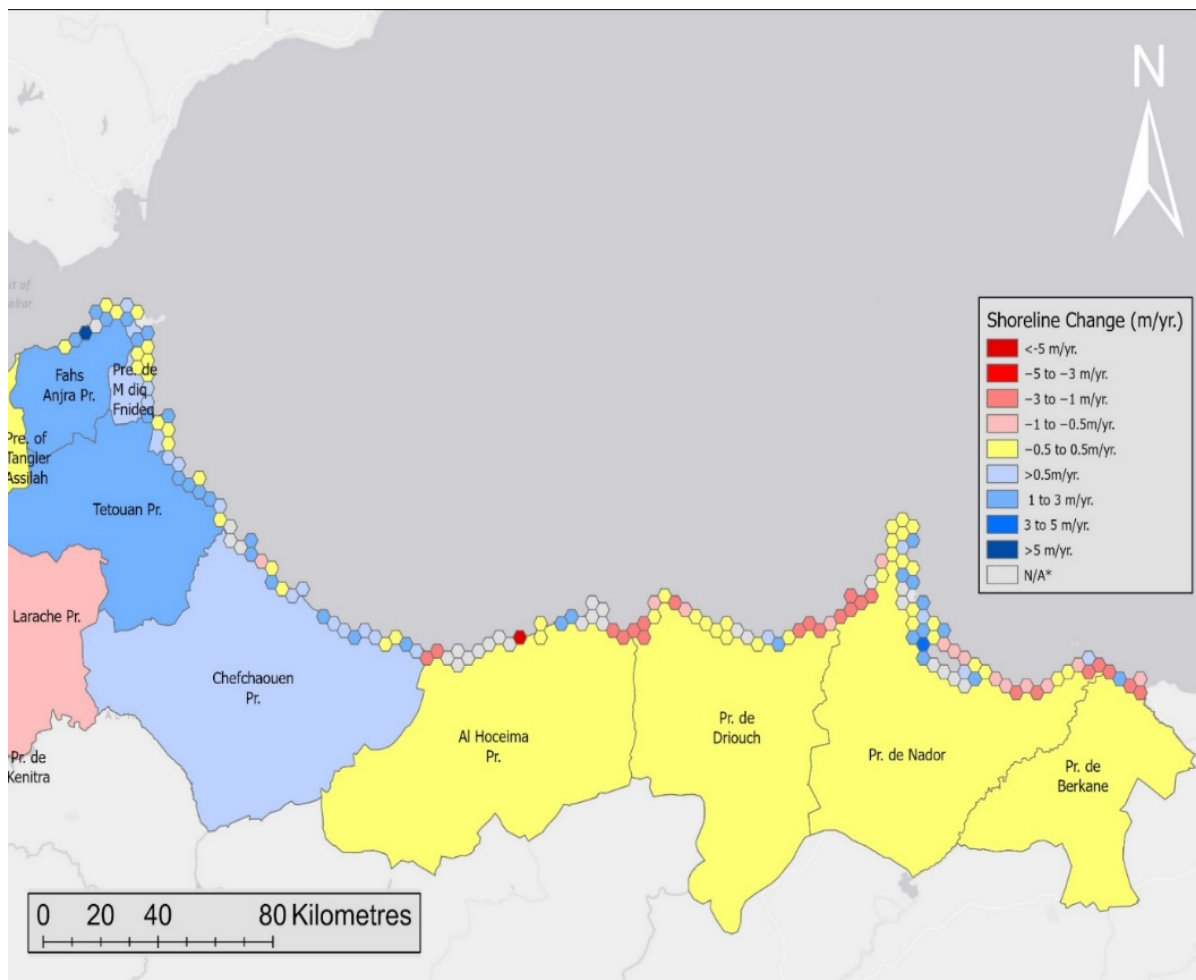 N
Shoreline Change (m/yr.)
<-5 m/yr.
−5 to −3 m/yr.
−3 to −1 m/yr.
−1 to −0.5m/yr.
−0.5 to 0.5m/yr.
>0.5m/yr.
1 to 3 m/yr.
3 to 5 m/yr.
>5 m/yr.
N/A*
Fahs
Anjra Pr.
Pre. de
M diq
Fnideq
Pre. of
Tangier
Assilah
Tetouan Pr.
Larache Pr.
Chefchaouen
Pr.
Pr. de
Kenitra
Al Hoceima
Pr.
Pr. de
Driouch
Pr. de Nador
Pr. de
Berkane
0 20 40 80 Kilometres